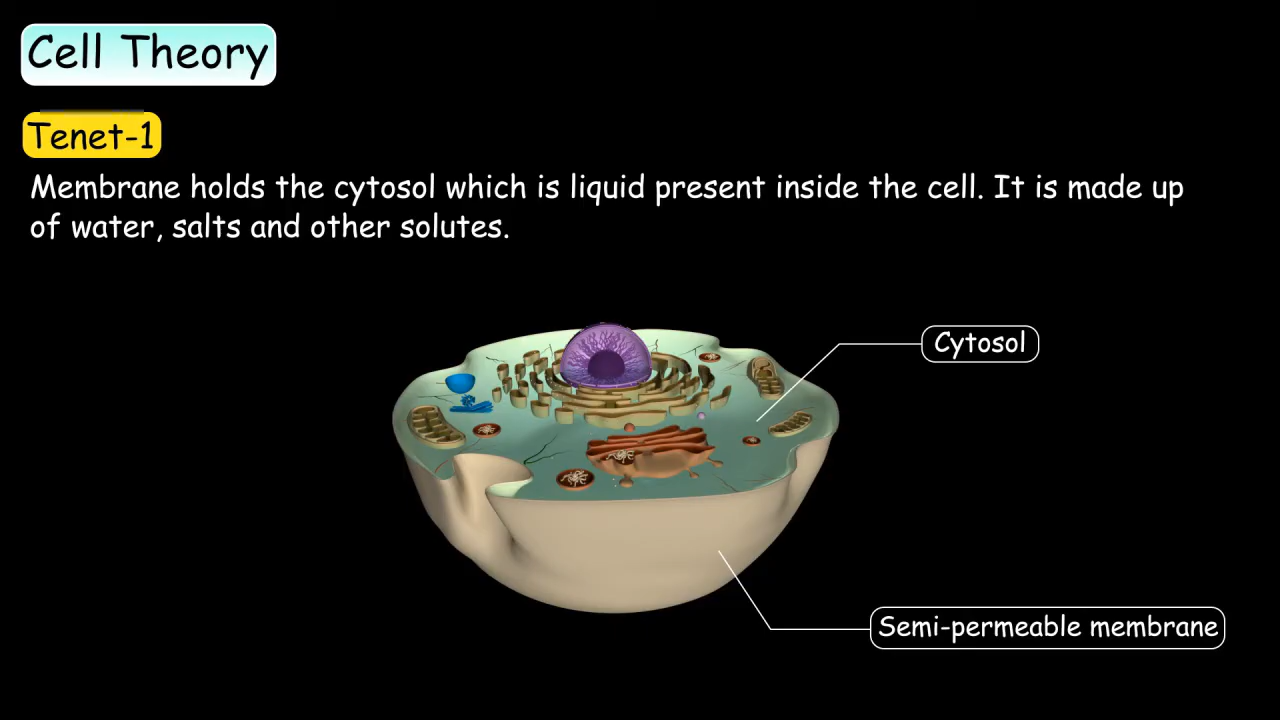 Cell Theory
Tenet-1
Membrane holds the cytosol which is liquid present inside the cell. It is made up
of water, salts and other solutes.
Cytosol
Semi-permeable membrane